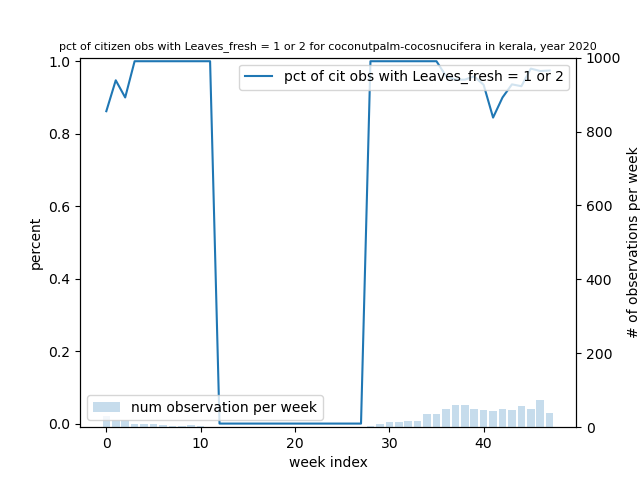 pct of citizen obs with Leaves_fresh = 1 or 2 for coconutpalm-cocosnucifera in kerala, year 2020
pct of cit obs with Leaves_fresh = 1 or 2
num observation per week
percent
1.0
0.8
0.6
0.4
0.2
0.0
1000
800
600
400
200
0
# of observations per week
0 10 20 30 40
week index